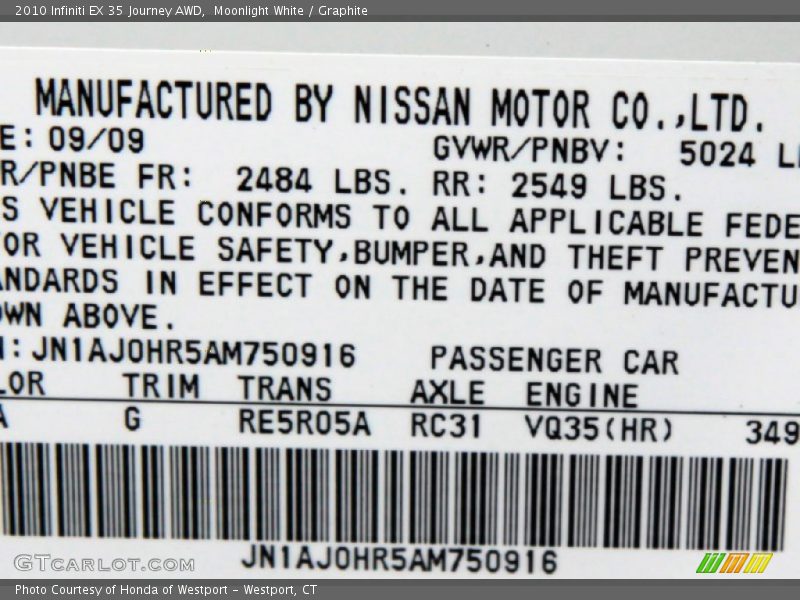 2010 Infiniti EX 35 Journey AWD,  Moonlight White / Graphite
MANUFACTURED BY NISSAN MOTOR CO.,LTD.
E: 09/09 GVWR/PNBV: 5024 L
R/PNBE FR: 2484 LBS. RR: 2549 LBS.
S VEHICLE CONFORMS TO ALL APPLICABLE FEDE
OR VEHICLE SAFETY,BUMPER,AND THEFT PREVEN
NDARDS IN EFFECT ON THE DATE OF MANUFACTU
WN ABOVE.
: JN1AJ0HR5AM750916 PASSENGER CAR
LOR TRIM TRANS AXLE ENGINE
A G RE5R05A RC31 VQ35(HR) 349
JN1AJ0HR5AM750916
GTCARLOT.COM
Photo Courtesy of Honda of Westport - Westport, CT